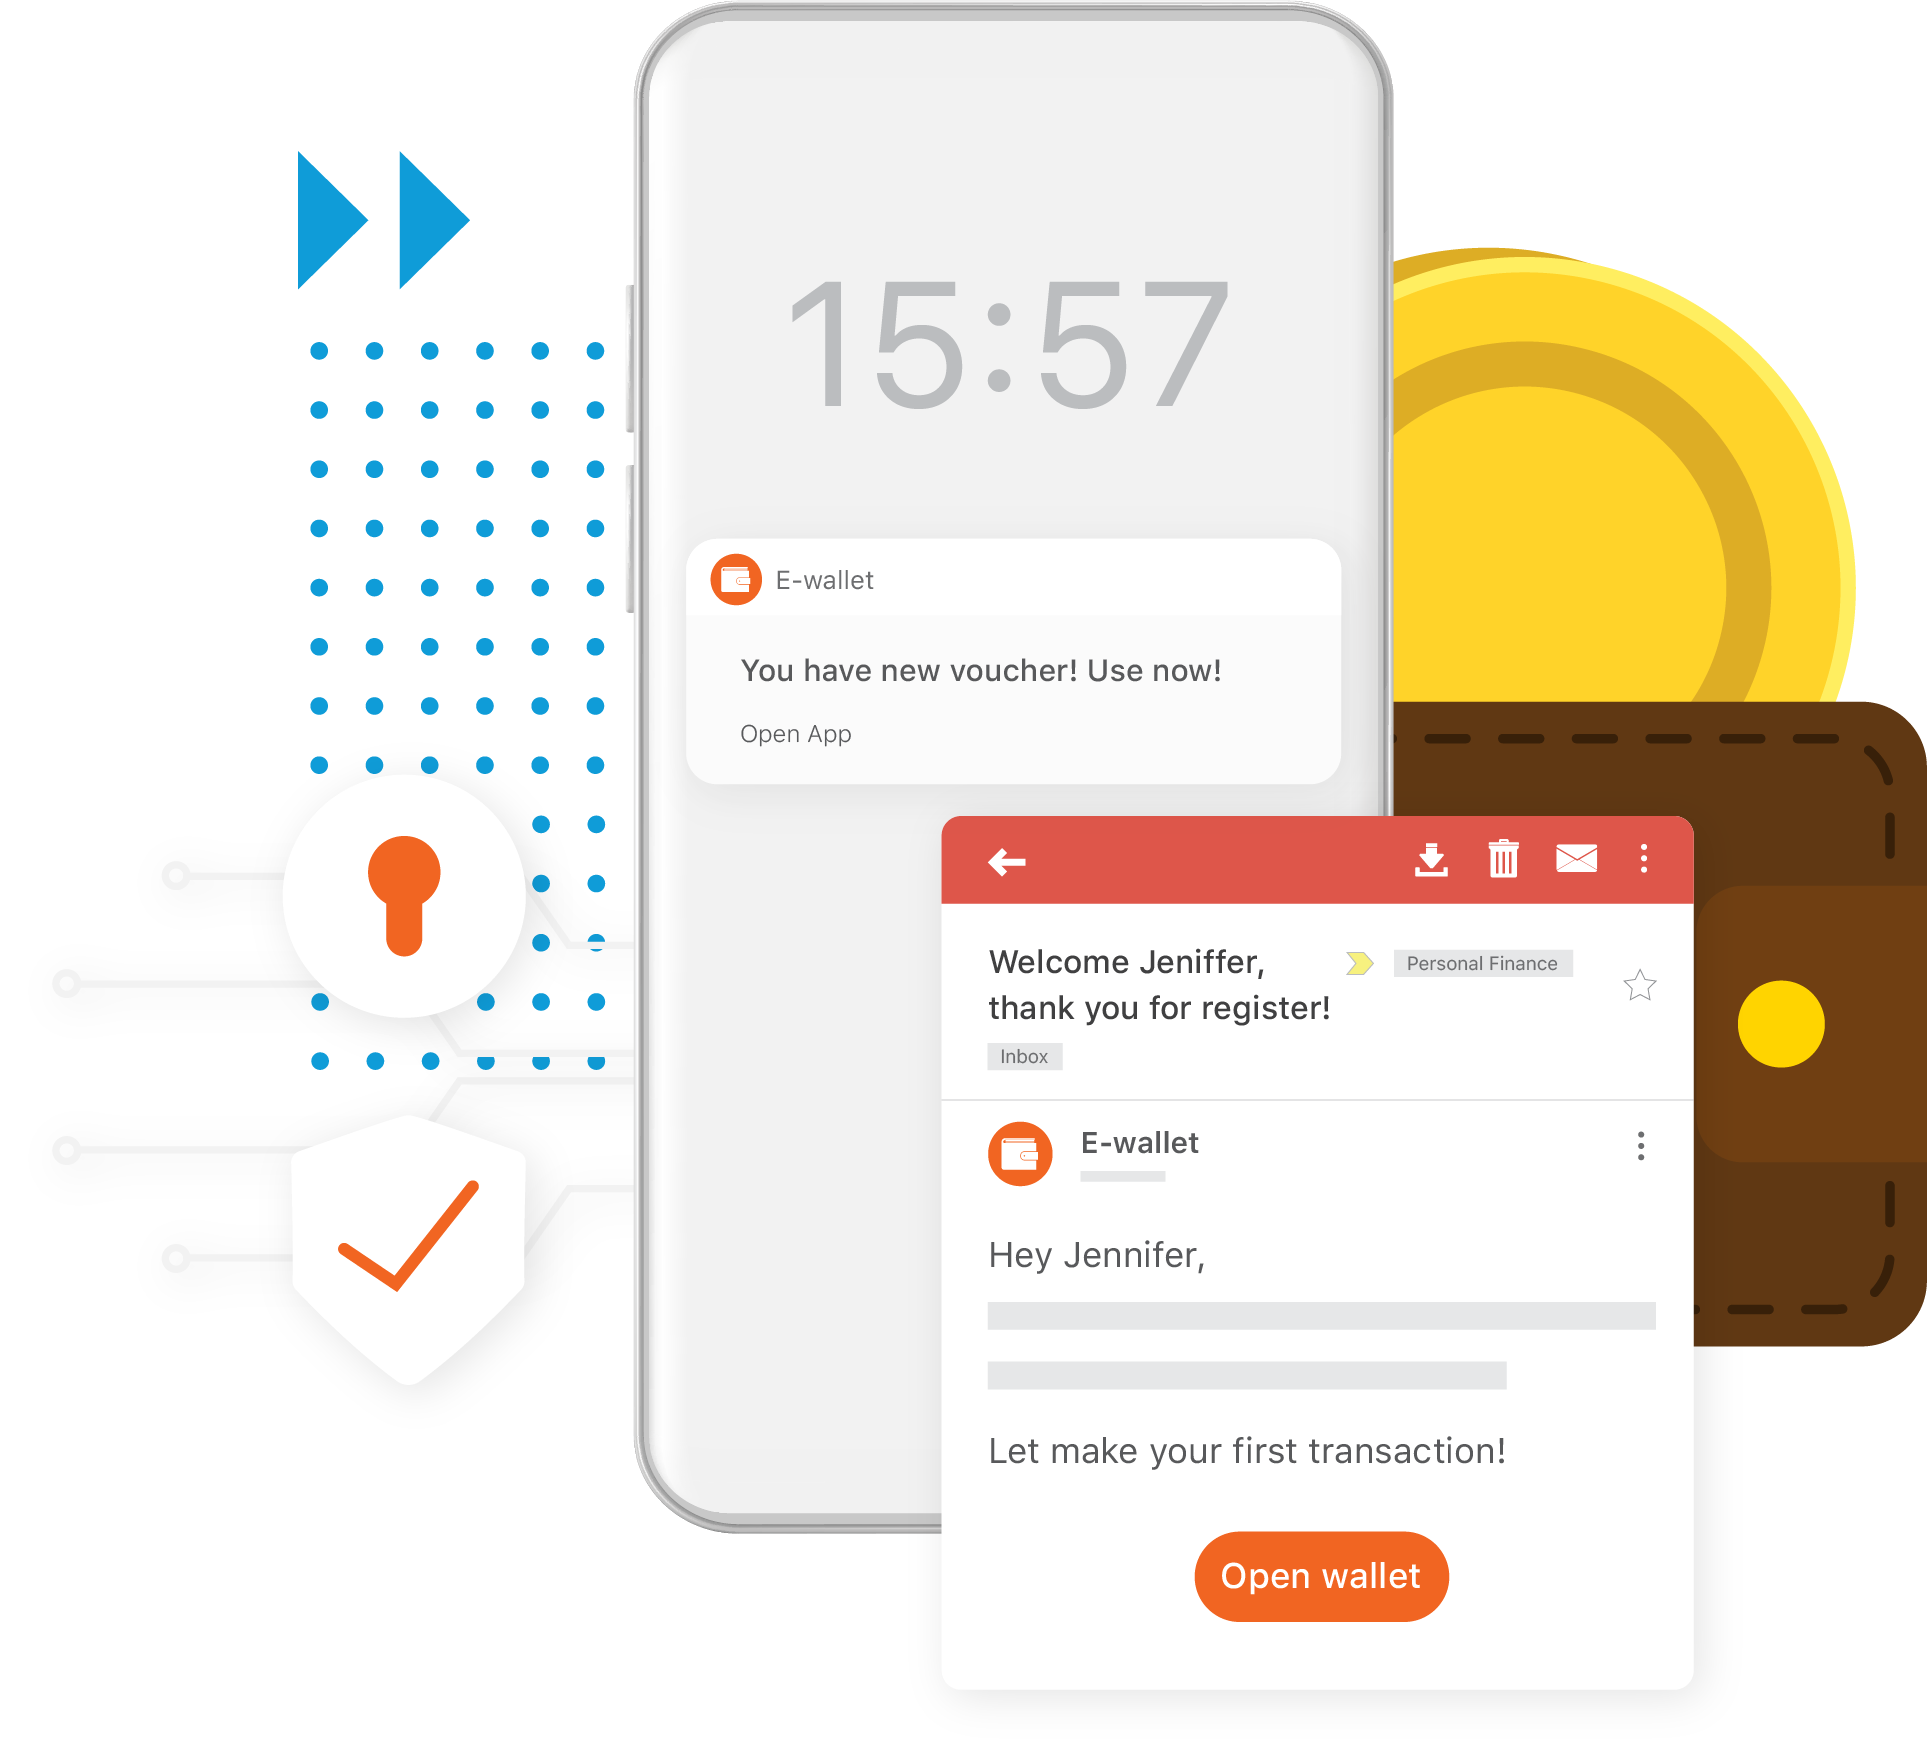 15:57
E-wallet
You have new voucher! Use now!
Open App
Welcome Jeniffer,
thank you for register!
Personal Finance
Inbox
E-wallet
Hey Jennifer,
Let make your first transaction!
Open wallet